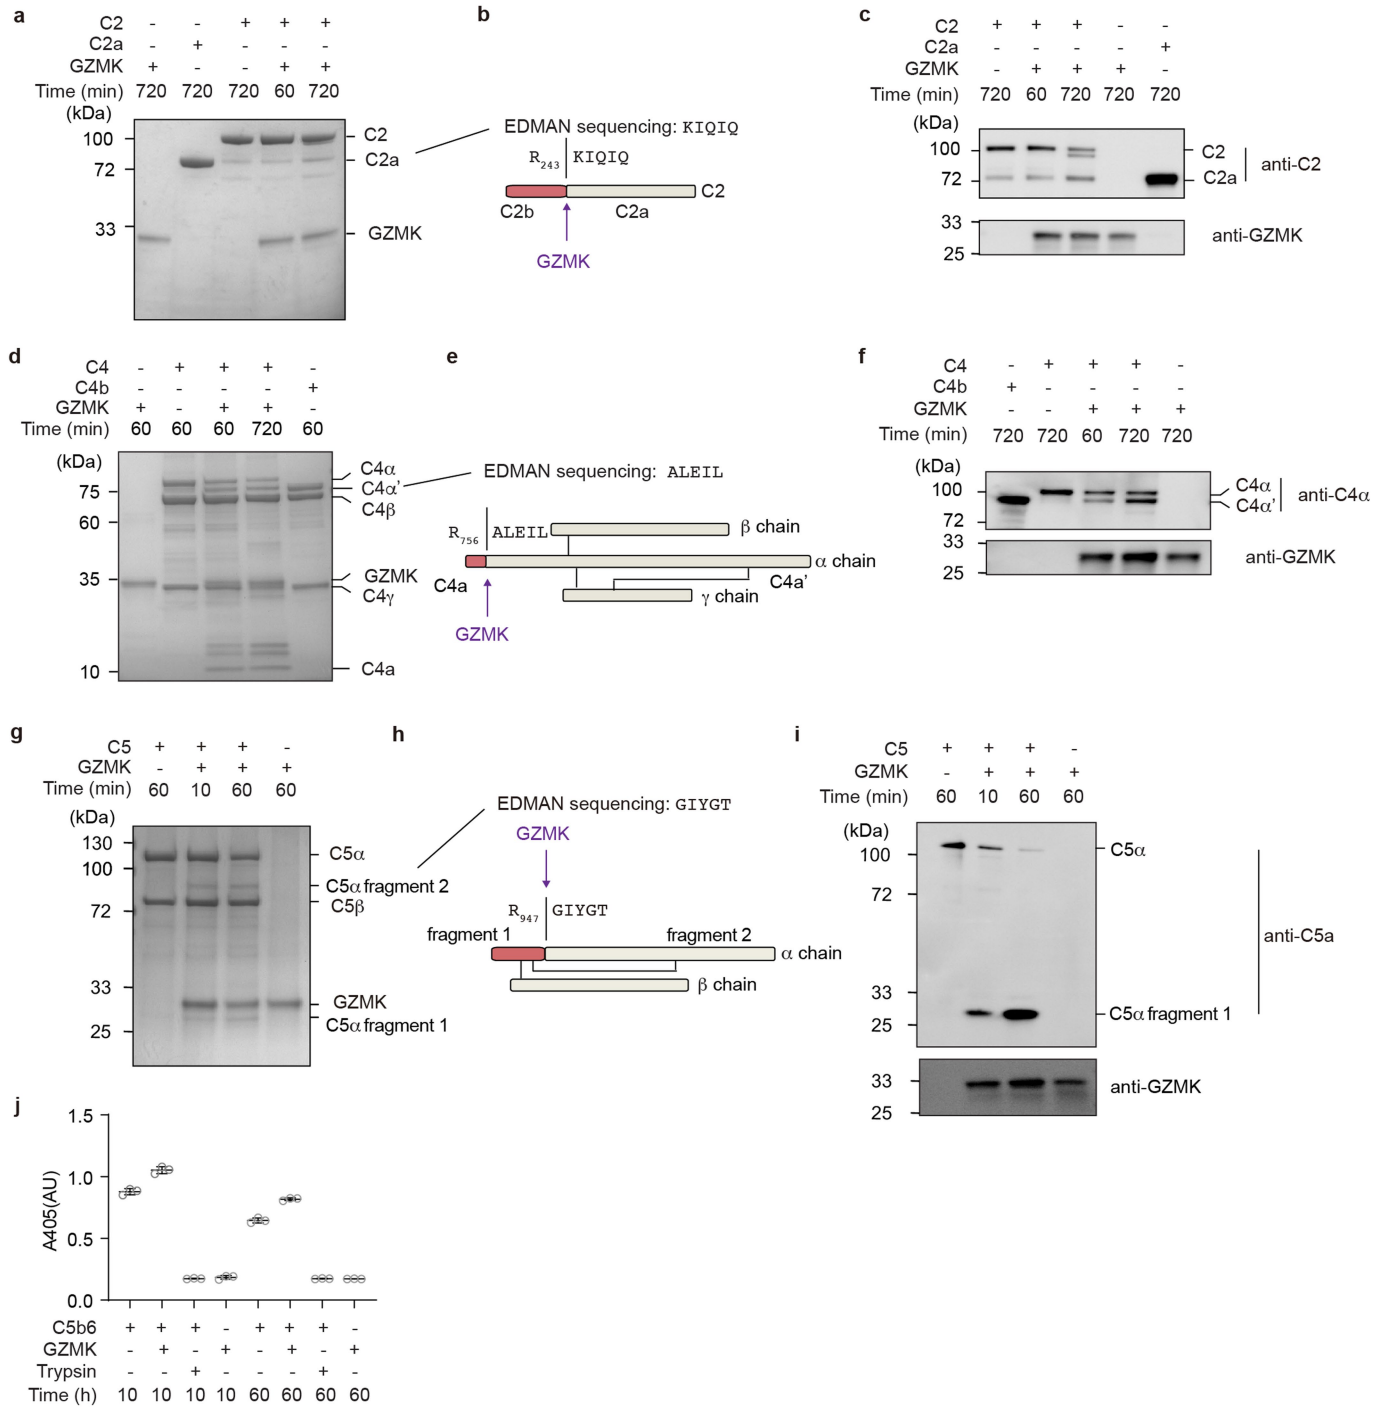 a
C2 - - + + +
C2a - + - - -
GZMK + - - + +
Time (min) 720 720 720 60 720
(kDa)
100
72
33
C2
C2a
GZMK
b
EDMAN sequencing: KIQIQ
R243 KIQIQ
C2
C2b C2a
GZMK
c
C2 + + + - -
C2a - - - - +
GZMK - + + + -
Time (min) 720 60 720 720 720
(kDa)
100
72
C2
C2a
anti-C2
33
25
anti-GZMK
d
C4 - + + + -
C4b - - - - +
GZMK + - + + -
Time (min) 60 60 60 720 60
(kDa)
75
60
35
10
C4α
C4α'
C4β
GZMK
C4γ
C4a
e
EDMAN sequencing: ALEIL
R756 ALEIL
β chain
α chain
C4a C4a'
γ chain
GZMK
f
C4 - + + + -
C4b + - - - -
GZMK - - + + +
Time (min) 720 720 60 720 720
(kDa)
100
72
C4α
C4α'
anti-C4α
33
25
anti-GZMK
g
C5 + + + -
GZMK - + + +
Time (min) 60 10 60 60
(kDa)
130
100
72
33
25
C5α
C5α fragment 2
C5β
GZMK
C5α fragment 1
h
EDMAN sequencing: GIYGT
GZMK
R947 GIYGT
fragment 1 fragment 2
α chain
β chain
i
C5 + + + -
GZMK - + + +
Time (min) 60 10 60 60
(kDa)
100
72
33
25
C5α
C5α fragment 1
anti-C5a
33
25
anti-GZMK
j
A405(AU)
1.5
1.0
0.5
0.0
C5b6 + + + - + + + -
GZMK - + - + - + - +
Trypsin - - + - - - + -
Time (h) 10 10 10 10 60 60 60 60